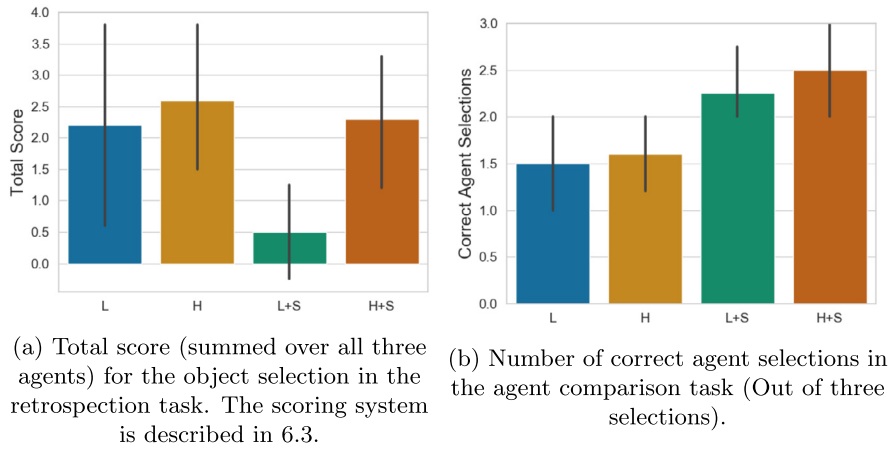 4.0
3.5
3.0
2.5
2.0
1.5
1.0
0.5
0.0
Total Score
L H L+S H+S
(a) Total score (summed over all three
agents) for the object selection in the
retrospection task. The scoring system
is described in 6.3.
3.0
2.5
2.0
1.5
1.0
0.5
0.0
Correct Agent Selections
L H L+S H+S
(b) Number of correct agent selections in
the agent comparison task (Out of three
selections).